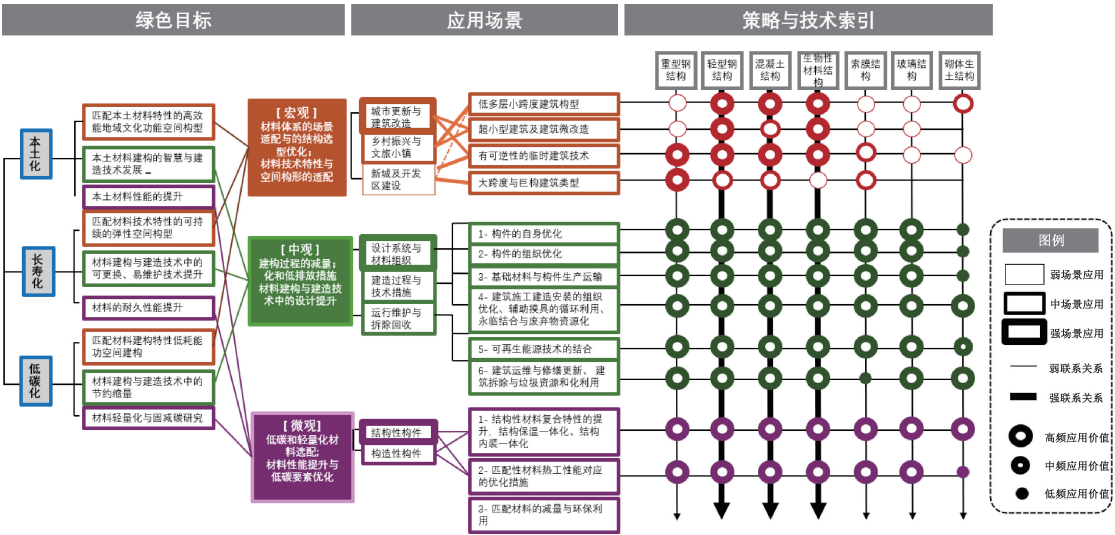 绿色目标
应用场景
策略与技术索引
重型钢
结构
轻型钢
结构
混凝土
结构
生物性
材料结
构
索膜结
构
玻璃结
构
砌体生
土结构
本土化
长寿化
低碳化
匹配本土材料特性的高效
能地域文化功能空间构型
本土材料建构的智慧与建
造技术发展
本土材料性能的提升
匹配材料技术特性的可持
续的弹性空间构型
材料建构与建造技术中的
可更换、易维护技术提升
材料的耐久性能提升
匹配材料建构特性低耗能
功空间建构
材料建构与建造技术中的
节约缩量
材料轻量化与固减碳研究
[ 宏观 ]
材料体系的场景
适配与的结构选
型优化;
材料技术特性与
空间构形的适配
[中观 ]
建构过程的减量;
化和低排放措施
材料建构与建造技
术中的设计提升
[微观 ]
低碳和轻量化材
料选配;
材料性能提升与
低碳要素优化
城市更新与
建筑改造
乡村振兴与
文旅小镇
新城及开发
区建设
设计系统与
材料组织
建造过程与
技术措施
运行维护与
拆除回收
结构性构件
构造性构件
低多层小跨度建筑构型
超小型建筑及建筑微改造
有可逆性的临时建筑技术
大跨度与巨构建筑类型
1- 构件的自身优化
2- 构件的组织优化
3- 基础材料与构件生产运输
4- 建筑施工建造安装的组织
优化、辅助摸具的循环利用、
永临结合与废弃物资源化
5- 可再生能源技术的结合
6- 建筑运维与修缮更新、 建
筑拆除与垃圾资源和化利用
1- 结构性材料复合特性的提
升, 结构保温一体化、结构
内装一体化
2- 匹配性材料热工性能对应
的优化措施
3- 匹配材料的减量与环保利
用
图例
弱场景应用
中场景应用
强场景应用
弱联系关系
强联系关系
高频应用价值
中频应用价值
低频应用价值